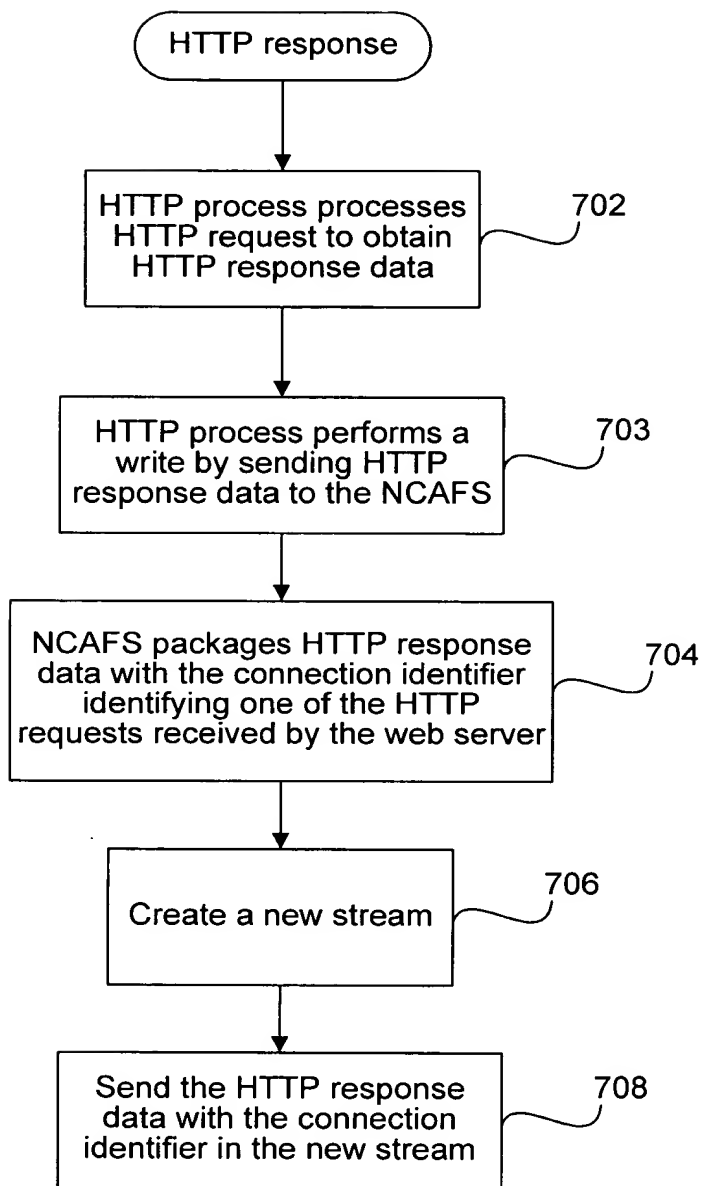 HTTP response
HTTP process processes
HTTP request to obtain
HTTP response data
702
HTTP process performs a
write by sending HTTP
response data to the NCAFS
703
NCAFS packages HTTP response
data with the connection identifier
identifying one of the HTTP
requests received by the web server
704
Create a new stream
706
Send the HTTP response
data with the connection
identifier in the new stream
708